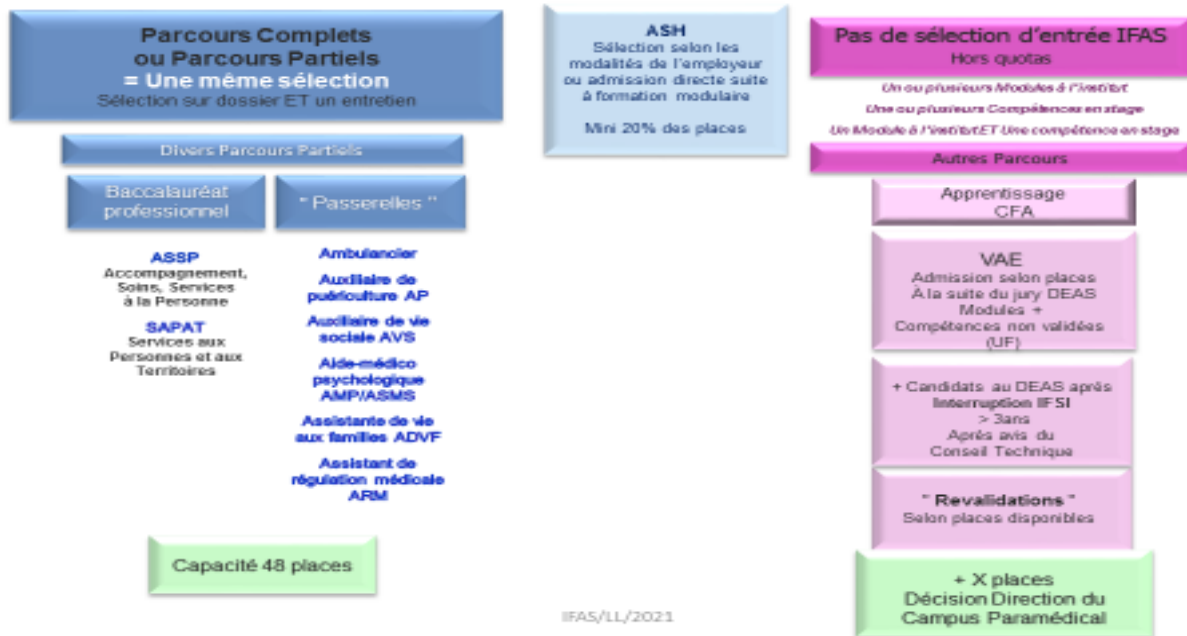 Parcours Complets
ou Parcours Partiels
= Une même sélection
Sélection sur dossier ET un entretien
Divers Parcours Partiels
Baccalauréat
professionnel
ASSP
Accompagnement,
Soins, Services
à la Personne
SAPAT
Services aux
Personnes et aux
Territoires
" Passerelles "
Ambulancier
Auxiliaire de
puériculture AP
Auxiliaire de vie
sociale AVS
Aide-médico
psychologique
AMP/ASMS
Assistante de vie
aux familles ADVF
Assistant de
régulation médicale
ARM
Capacité 48 places
ASH
Sélection selon les
modalités de l'employeur
ou admission directe suite
à formation modulaire
Mini 20% des places
Pas de sélection d'entrée IFAS
Hors quotas
Un ou plusieurs Modules à l'institut
Une ou plusieurs Compétences en stage
Un Module à l'institut ET Une compétence en stage
Autres Parcours
Apprentissage
CFA
VAE
Admission selon places
À la suite du jury DEAS
Modules +
Compétences non validées
(UF)
+ Candidats au DEAS après
Interruption IFSI
> 3ans
Après avis du
Conseil Technique
" Revalidations "
Selon places disponibles
+ X places
Décision Direction du
Campus Paramédical
IFAS/LL/2021